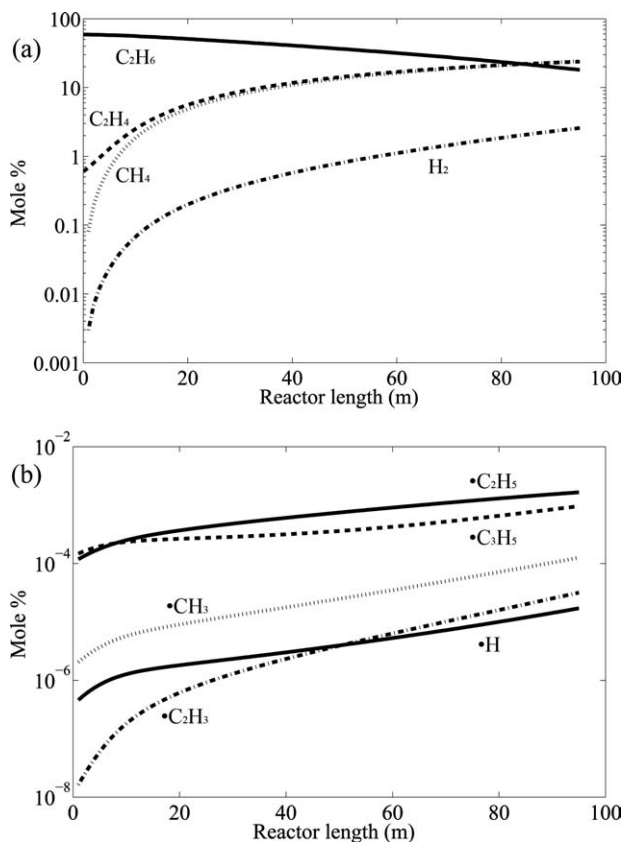 (a)
100
10
1
0.1
0.01
0.001
Mole %
C₂H₆
C₂H₄
CH₄
H₂
0 20 40 60 80 100
Reactor length (m)
(b)
10⁻²
10⁻⁴
10⁻⁶
10⁻⁸
Mole %
•C₂H₅
•C₃H₅
•CH₃
•H
•C₂H₃
0 20 40 60 80 100
Reactor length (m)